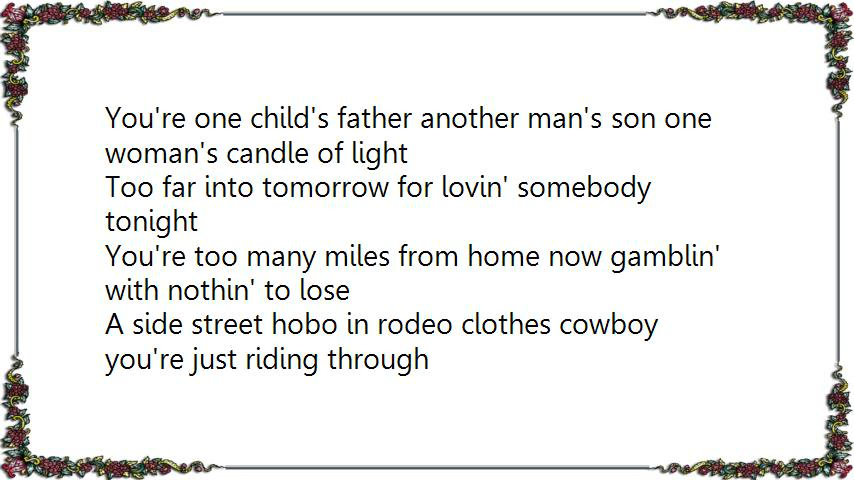 You're one child's father another man's son one
woman's candle of light
Too far into tomorrow for lovin' somebody
tonight
You're too many miles from home now gamblin'
with nothin' to lose
A side street hobo in rodeo clothes cowboy
you're just riding through